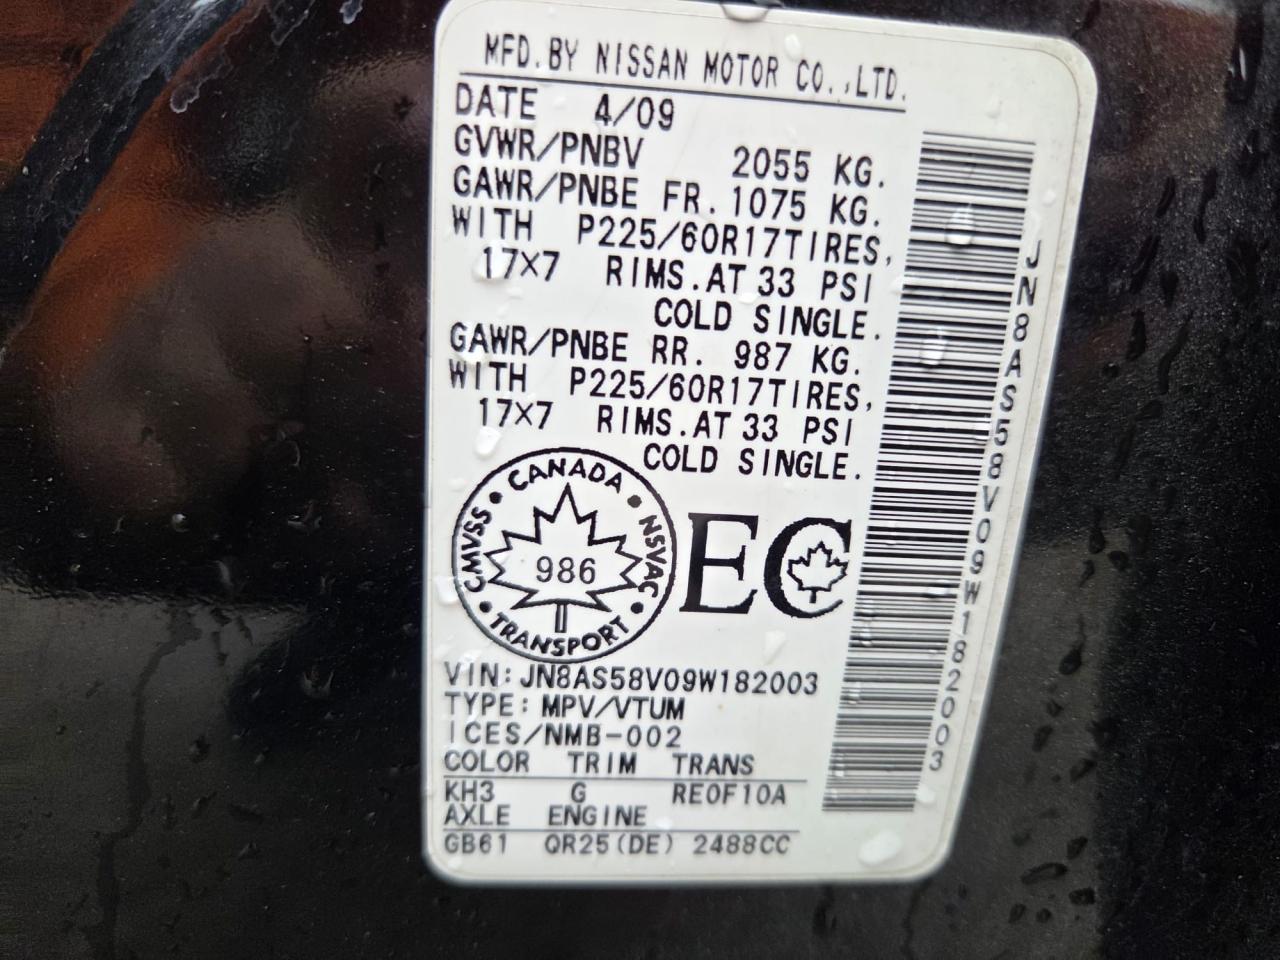 MFD.BY NISSAN MOTOR CO.,LTD.
DATE 4/09
GVWR/PNBV 2055 KG.
GAWR/PNBE FR. 1075 KG.
WITH P225/60R17TIRES,
17×7 RIMS.AT 33 PSI
COLD SINGLE.
GAWR/PNBE RR. 987 KG.
WITH P225/60R17TIRES,
17×7 RIMS.AT 33 PSI
COLD SINGLE.
CANADA
CMVSS
NSVAC
986
TRANSPORT
EC
VIN:JN8AS58V09W182003
TYPE:MPV/VTUM
ICES/NMB-002
COLOR TRIM TRANS
KH3 G RE0F10A
AXLE ENGINE
GB61 QR25(DE) 2488CC
JN8AS58V09W182003